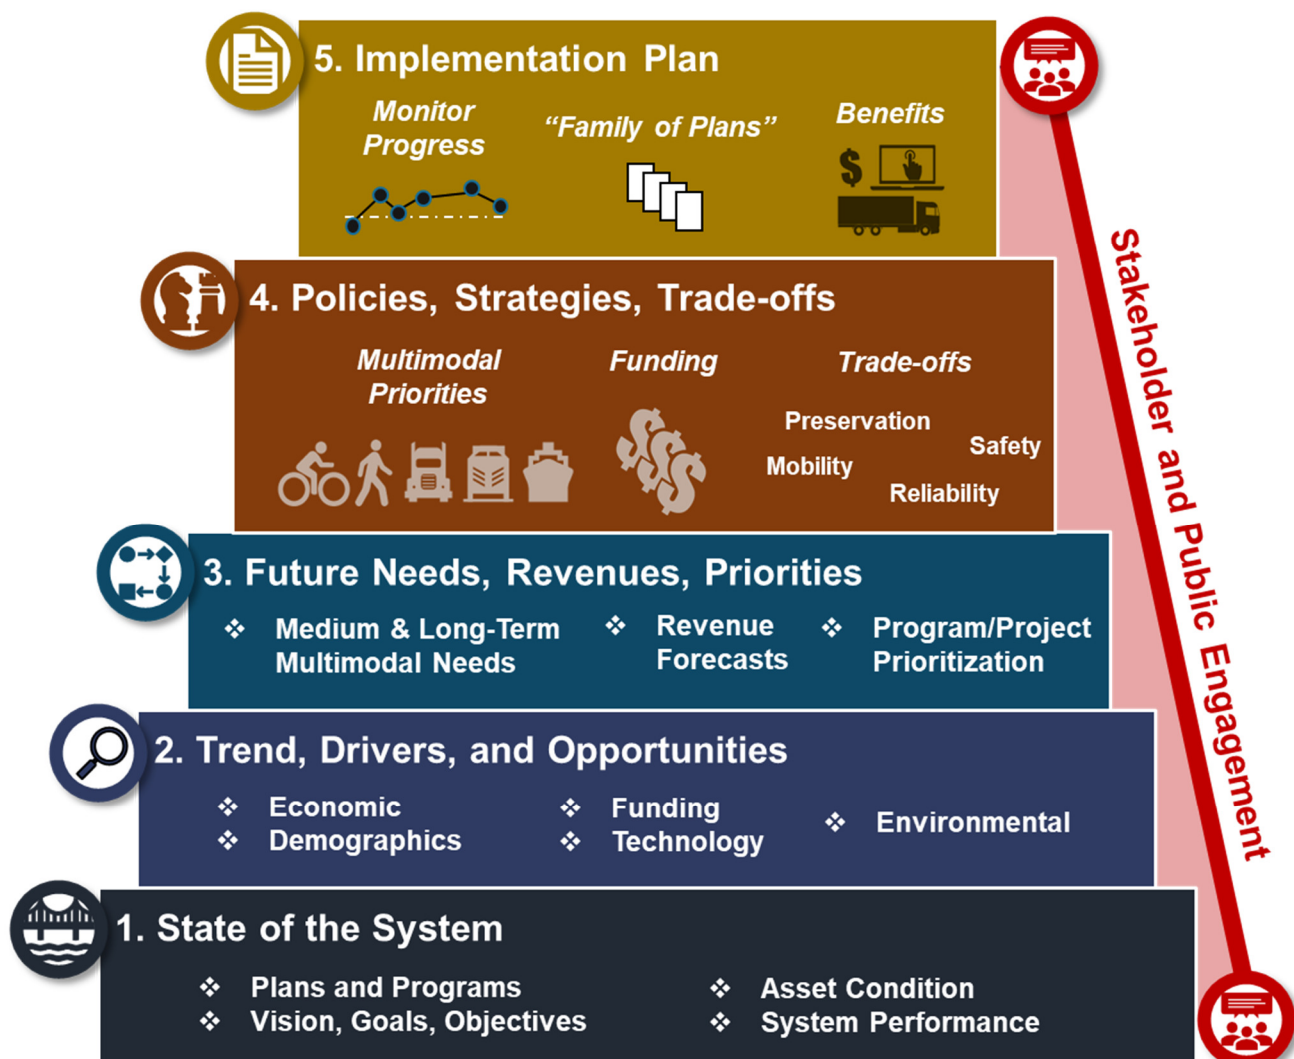 5. Implementation Plan
Monitor
Progress
“Family of Plans”
Benefits
$
4. Policies, Strategies, Trade-offs
Multimodal
Priorities
Funding
$$$
Trade-offs
Preservation
Safety
Mobility
Reliability
3. Future Needs, Revenues, Priorities
❖ Medium & Long-Term
Multimodal Needs
❖ Revenue
Forecasts
❖ Program/Project
Prioritization
2. Trend, Drivers, and Opportunities
❖ Economic
❖ Demographics
❖ Funding
❖ Technology
❖ Environmental
1. State of the System
❖ Plans and Programs
❖ Vision, Goals, Objectives
❖ Asset Condition
❖ System Performance
Stakeholder and Public Engagement